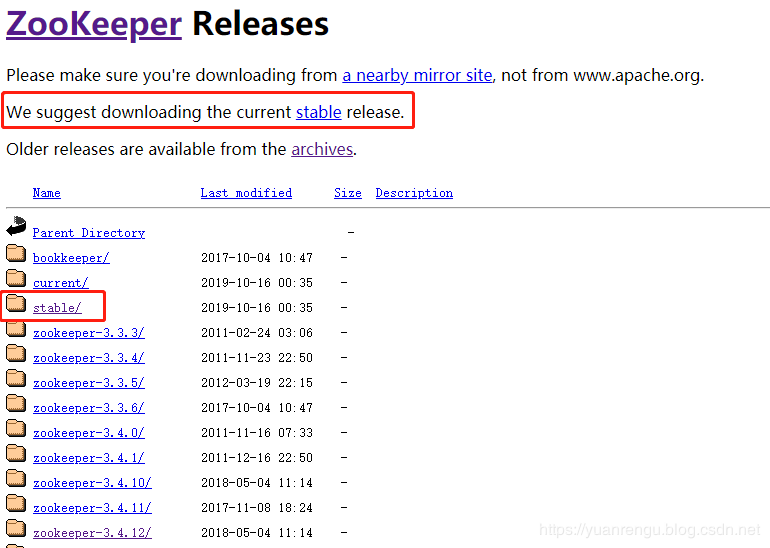 ZooKeeper Releases
Please make sure you're downloading from a nearby mirror site, not from www.apache.org.
We suggest downloading the current stable release.
Older releases are available from the archives.
Name Last modified Size Description
Parent Directory -
bookkeeper/ 2017-10-04 10:47 -
current/ 2019-10-16 00:35 -
stable/ 2019-10-16 00:35 -
zookeeper-3.3.3/ 2011-02-24 03:06 -
zookeeper-3.3.4/ 2011-11-23 22:50 -
zookeeper-3.3.5/ 2012-03-19 22:15 -
zookeeper-3.3.6/ 2017-10-04 10:47 -
zookeeper-3.4.0/ 2011-11-16 07:33 -
zookeeper-3.4.1/ 2011-12-16 22:50 -
zookeeper-3.4.10/ 2018-05-04 11:14 -
zookeeper-3.4.11/ 2017-11-08 18:24 -
zookeeper-3.4.12/ 2018-05-04 11:14 -
https://yuanrengu.blog.csdn.net